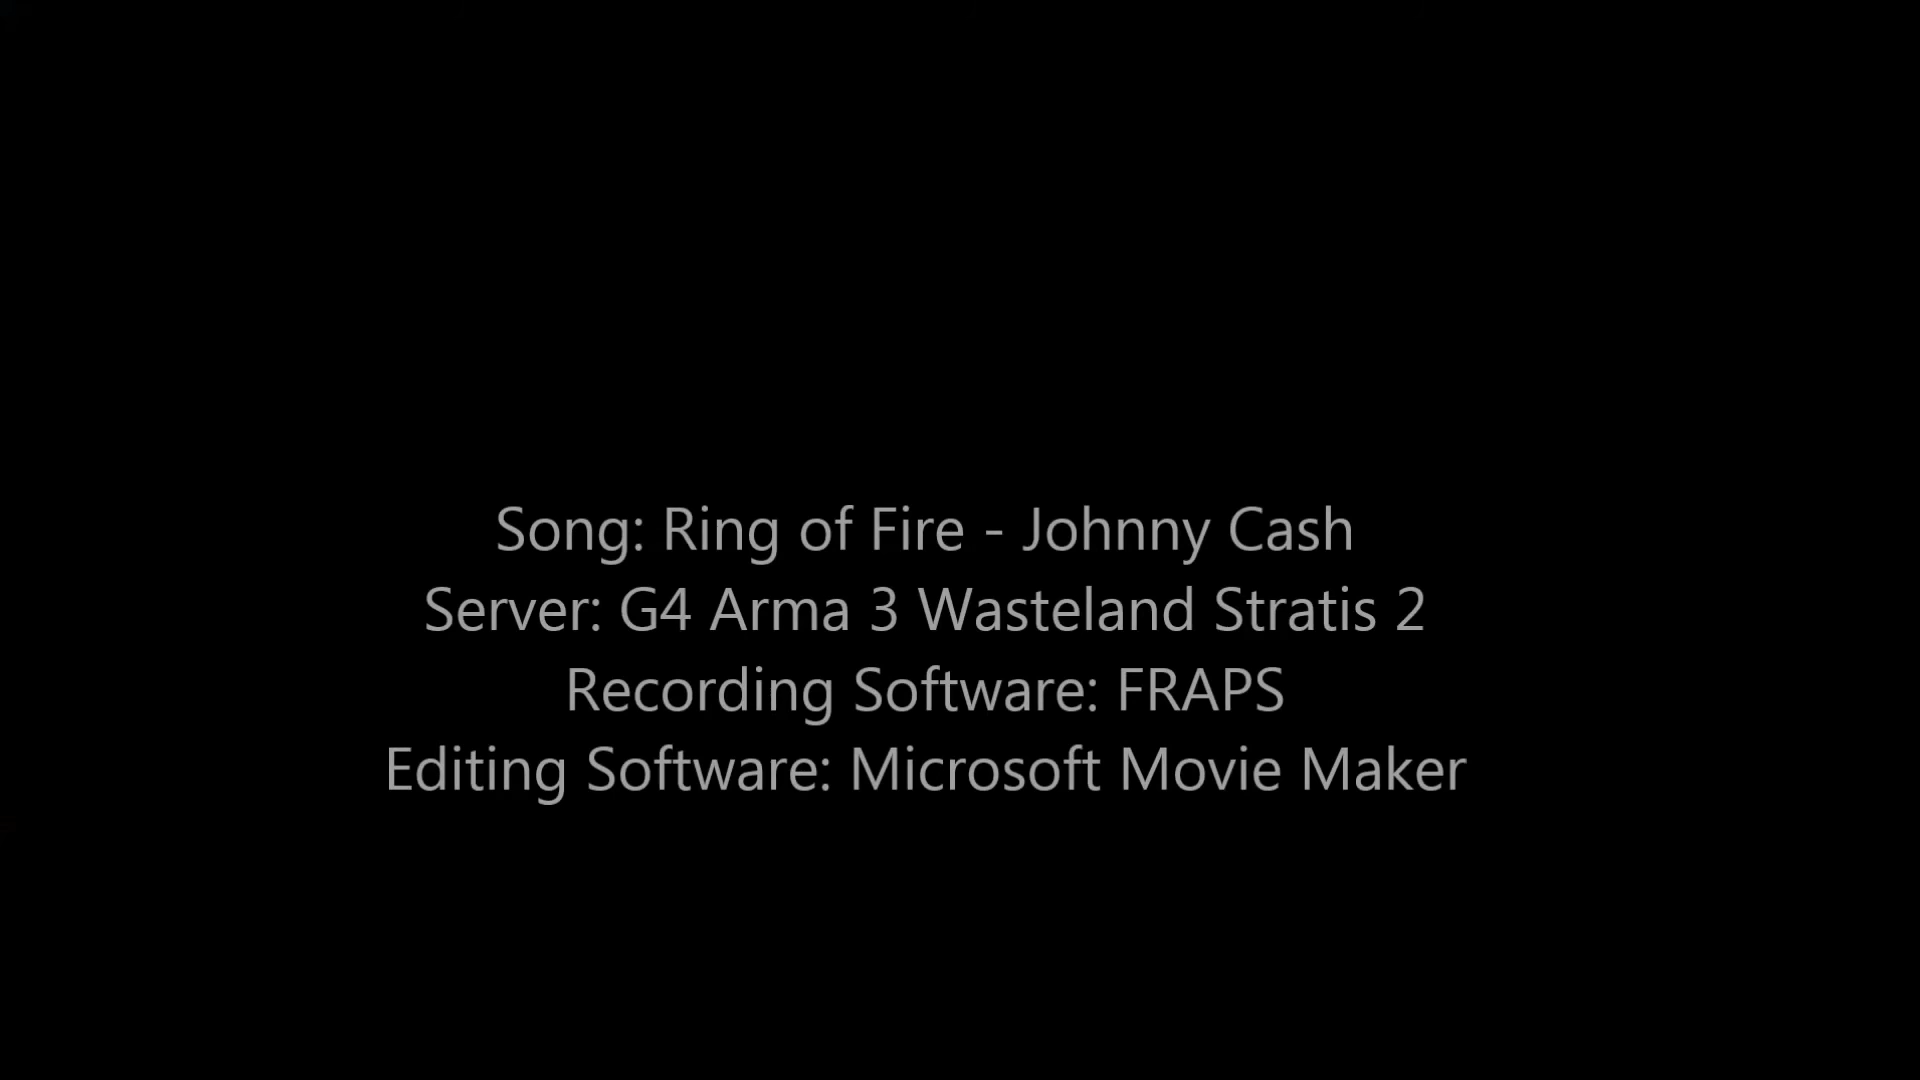 Song: Ring of Fire - Johnny Cash
Server: G4 Arma 3 Wasteland Stratis 2
Recording Software: FRAPS
Editing Software: Microsoft Movie Maker